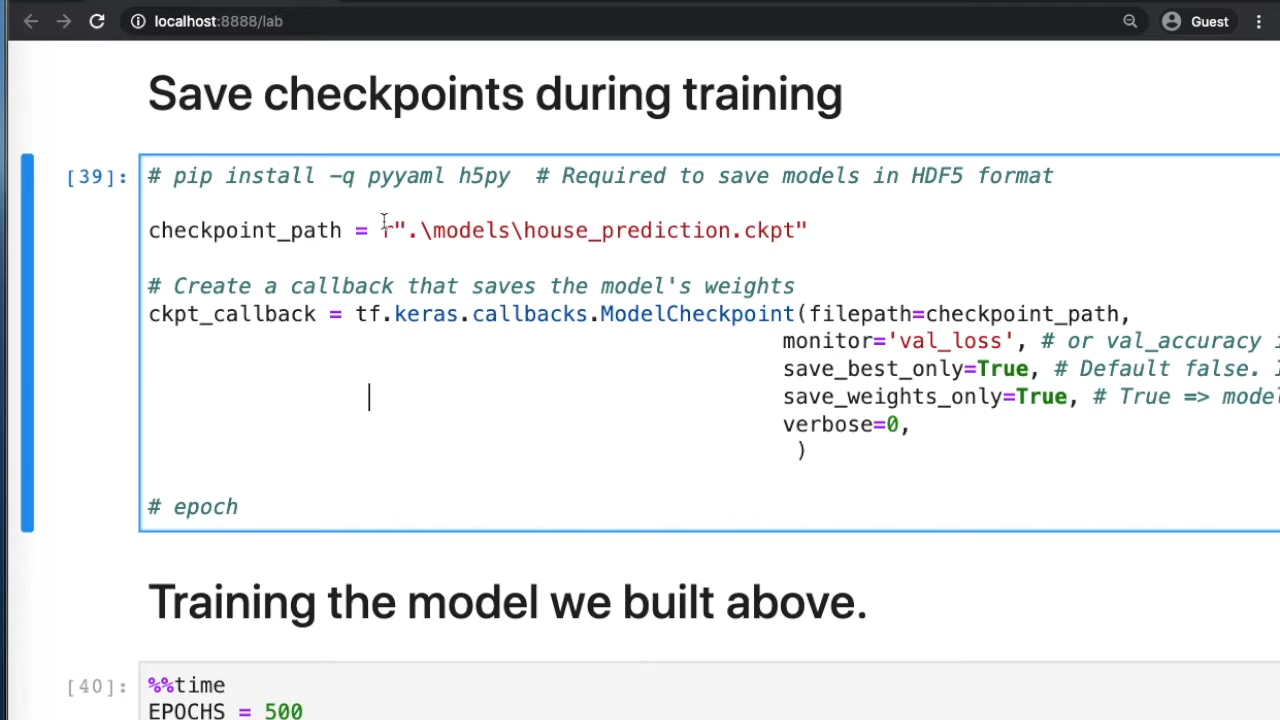 localhost:8888/lab
Guest
Save checkpoints during training
[39]:
# pip install -q pyyaml h5py  # Required to save models in HDF5 format
checkpoint_path = r".\models\house_prediction.ckpt"
# Create a callback that saves the model's weights
ckpt_callback = tf.keras.callbacks.ModelCheckpoint(filepath=checkpoint_path,
monitor='val_loss', # or val_accuracy i
save_best_only=True, # Default false. I
save_weights_only=True, # True => model
verbose=0,
)
# epoch
Training the model we built above.
[40]:
%%time
EPOCHS = 500